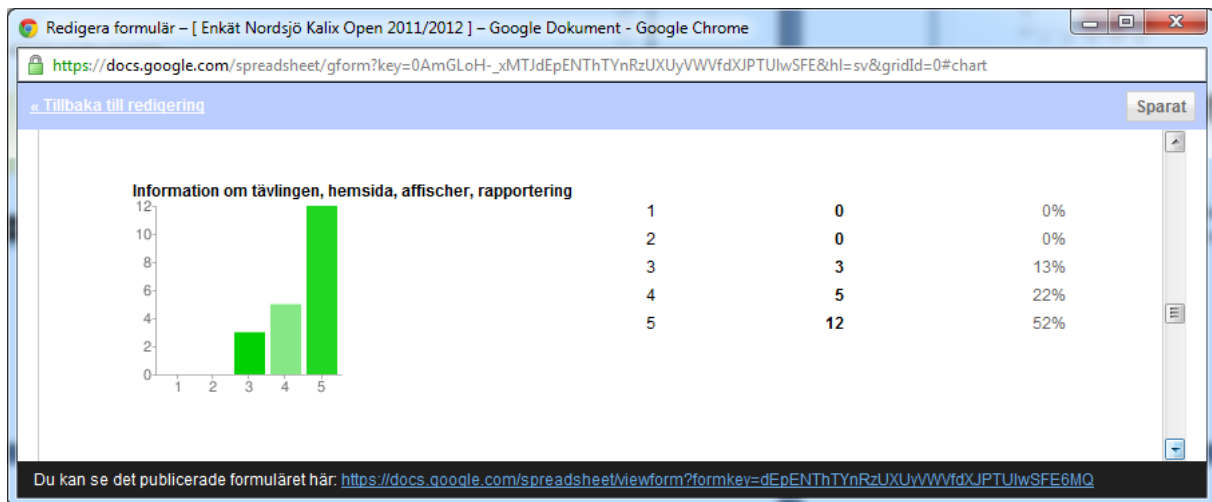 Redigera formulär – [ Enkät Nordsjö Kalix Open 2011/2012 ] – Google Dokument - Google Chrome
https://docs.google.com/spreadsheet/gform?key=0AmGLoH-_xMTJdEpENThTYnRzUXUyVWVfdXJPTUlwSFE&hl=sv&gridId=0#chart
« Tillbaka till redigering
Sparat
Information om tävlingen, hemsida, affischer, rapportering
12
10
8
6
4
2
0
1 2 3 4 5
1 0 0%
2 0 0%
3 3 13%
4 5 22%
5 12 52%
Du kan se det publicerade formuläret här: https://docs.google.com/spreadsheet/viewform?formkey=dEpENThTYnRzUXUyVWVfdXJPTUlwSFE6MQ